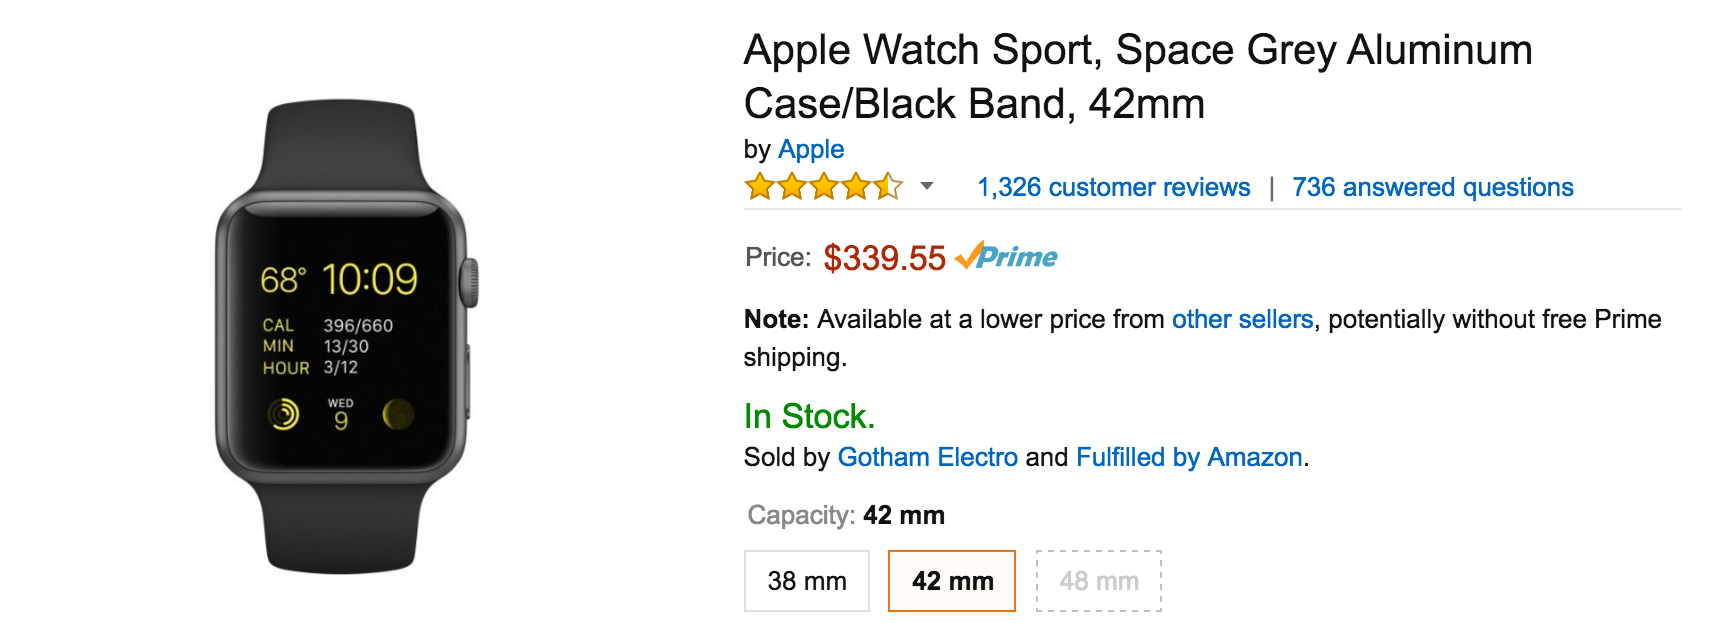 Apple Watch Sport, Space Grey Aluminum
Case/Black Band, 42mm
by Apple
1,326 customer reviews | 736 answered questions
Price: $339.55 Prime
Note: Available at a lower price from other sellers, potentially without free Prime
shipping.
In Stock.
Sold by Gotham Electro and Fulfilled by Amazon.
Capacity: 42 mm
38 mm 42 mm 48 mm
68° 10:09
CAL 396/660
MIN 13/30
HOUR 3/12
WED
9